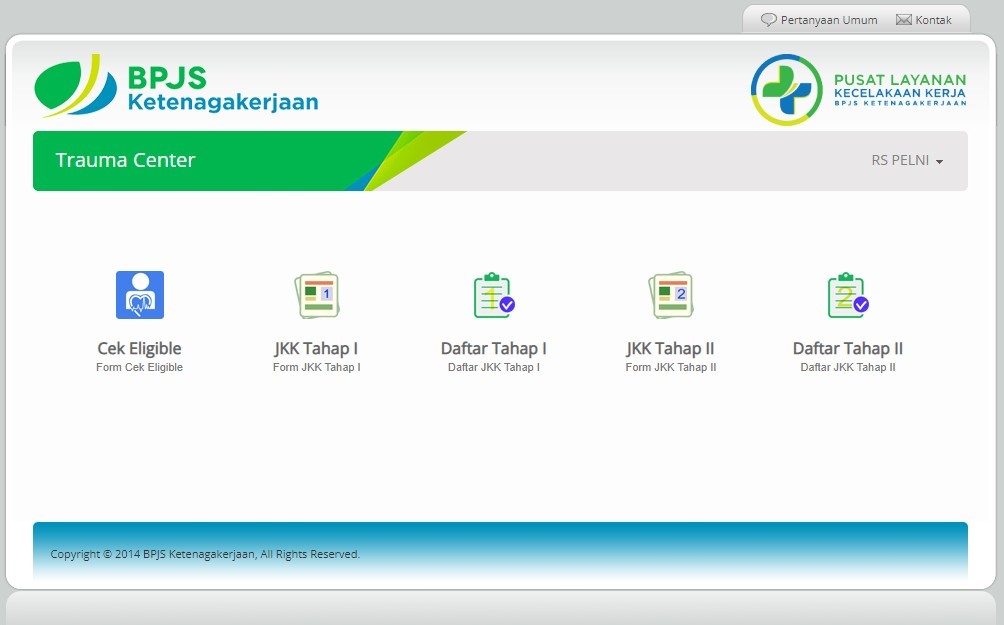 Pertanyaan Umum Kontak
BPJS
Ketenagakerjaan
PUSAT LAYANAN
KECELAKAAN KERJA
BPJS KETENAGAKERJAAN
Trauma Center RS PELNI
1 1 2 2
Cek Eligible JKK Tahap I Daftar Tahap I JKK Tahap II Daftar Tahap II
Form Cek Eligible Form JKK Tahap I Daftar JKK Tahap I Form JKK Tahap II Daftar JKK Tahap II
Copyright © 2014 BPJS Ketenagakerjaan, All Rights Reserved.